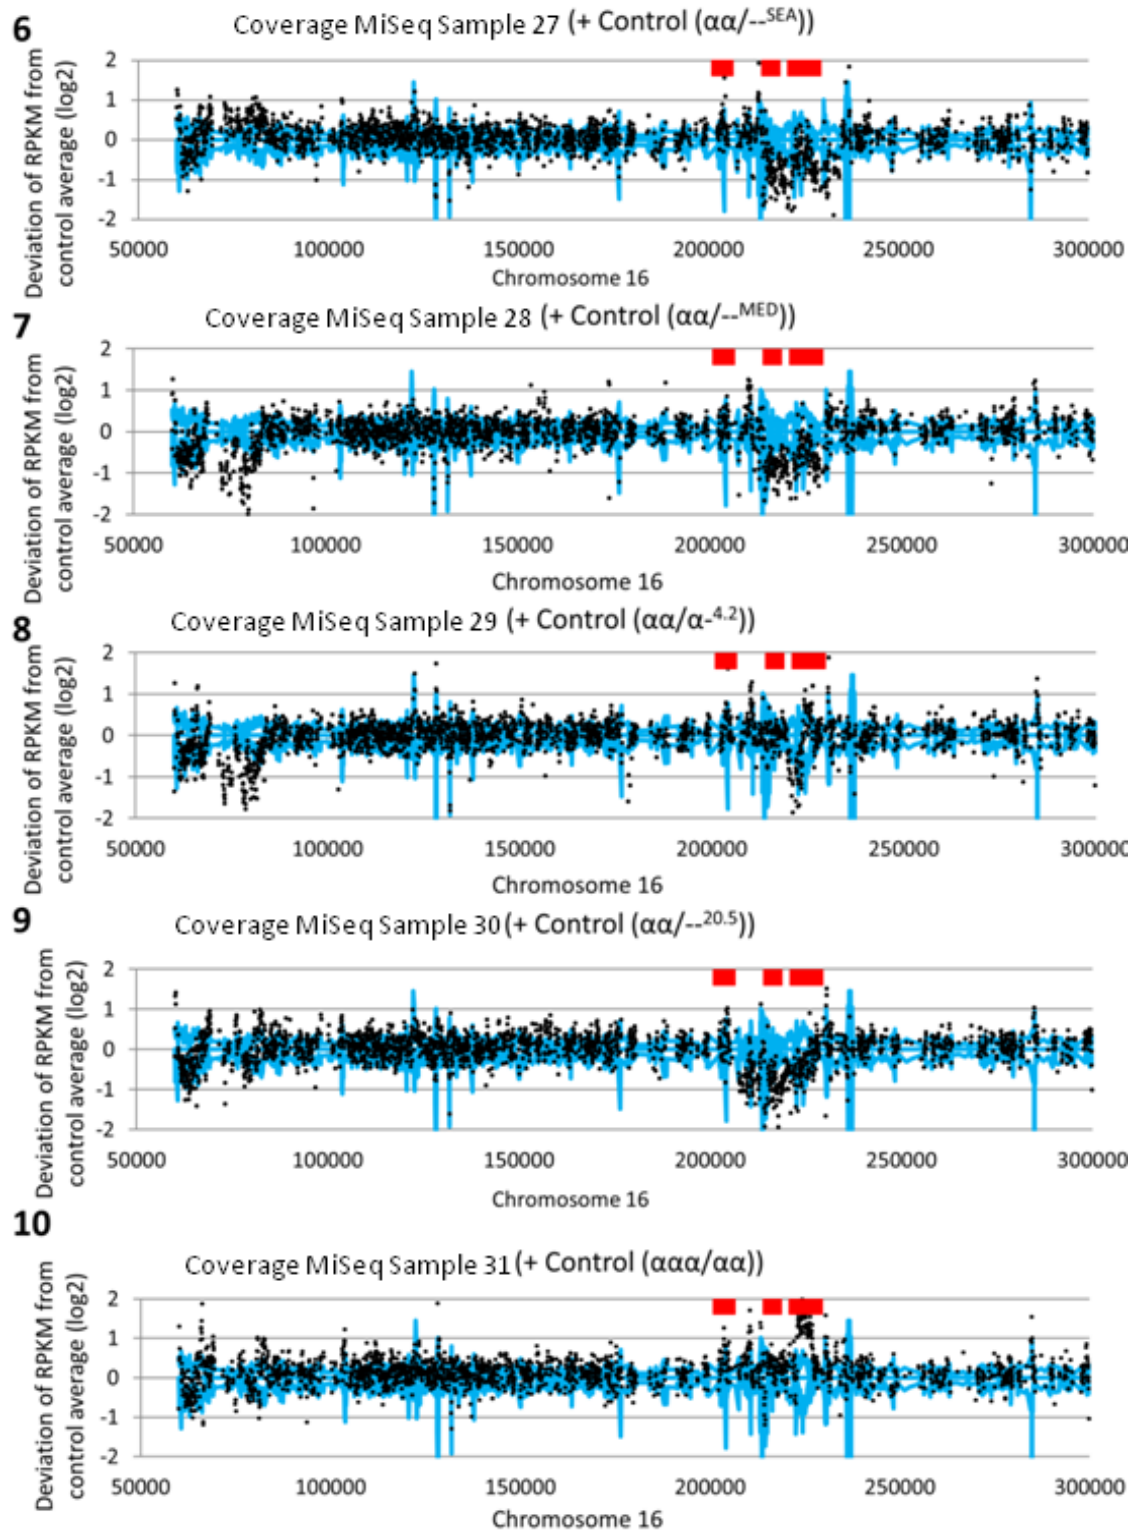 6
Coverage MiSeq Sample 27 (+ Control (αα/--SEA))
Deviation of RPKM from
control average (log2)
2
1
0
-1
-2
50000 100000 150000 200000 250000 300000
Chromosome 16
7
Coverage MiSeq Sample 28 (+ Control (αα/--MED))
Deviation of RPKM from
control average (log2)
2
1
0
-1
-2
50000 100000 150000 200000 250000 300000
Chromosome 16
8
Coverage MiSeq Sample 29 (+ Control (αα/α-4.2))
Deviation of RPKM from
control average (log2)
2
1
0
-1
-2
50000 100000 150000 200000 250000 300000
Chromosome 16
9
Coverage MiSeq Sample 30 (+ Control (αα/--20.5))
Deviation of RPKM from
control average (log2)
2
1
0
-1
-2
50000 100000 150000 200000 250000 300000
Chromosome 16
10
Coverage MiSeq Sample 31 (+ Control (ααα/αα))
Deviation of RPKM from
control average (log2)
2
1
0
-1
-2
50000 100000 150000 200000 250000 300000
Chromosome 16